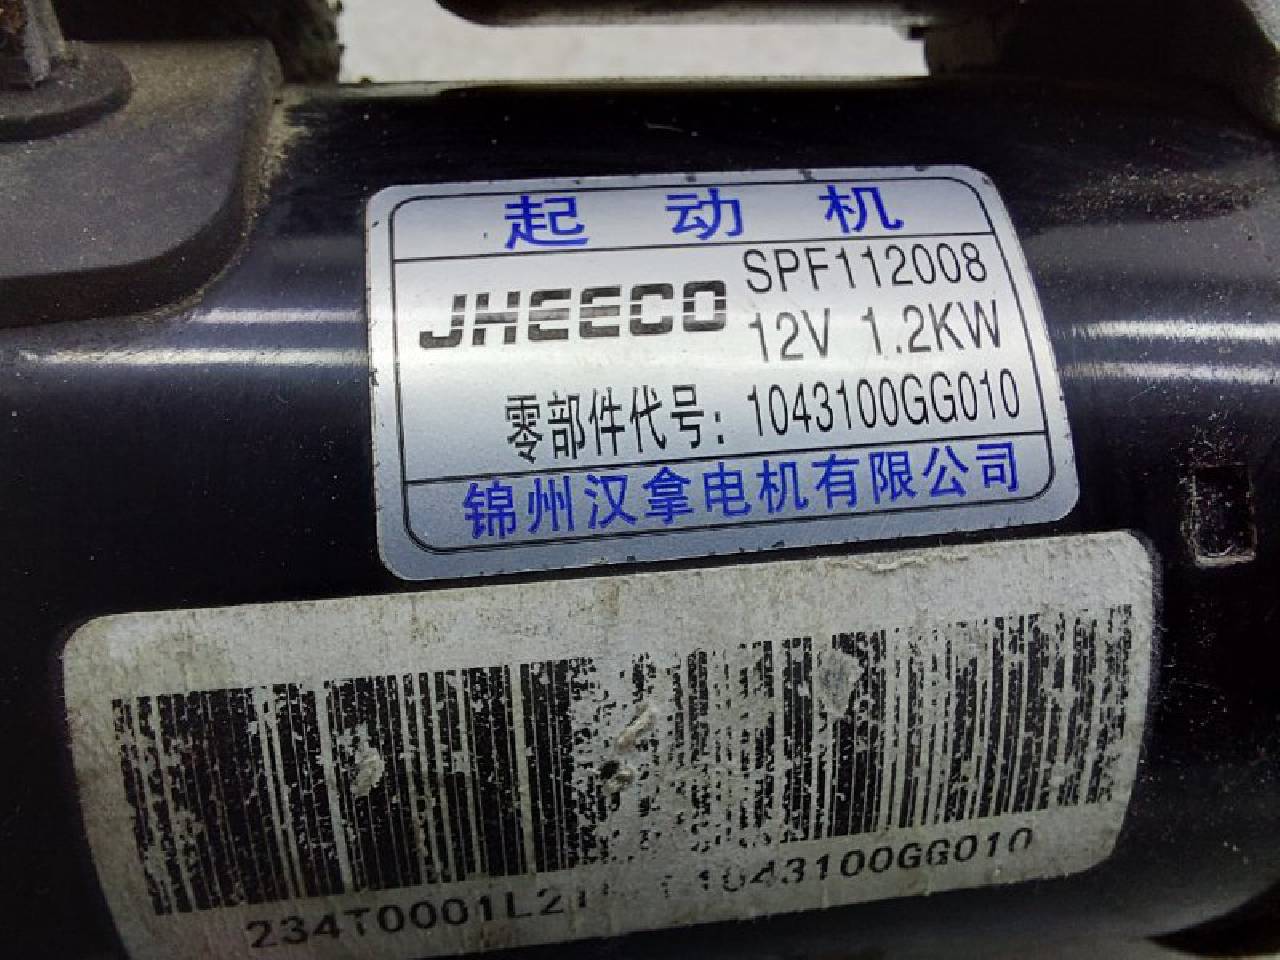 起动机
JHEECO SPF112008
12V 1.2KW
零部件代号: 1043100GG010
锦州汉拿电机有限公司
234T0001L2 1043100GG010